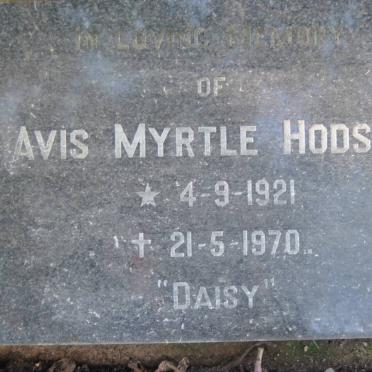 IN LOVING MEMORY
OF
AVIS MYRTLE HODS
★ 4-9-1921
✝ 21-5-1970
"DAISY"